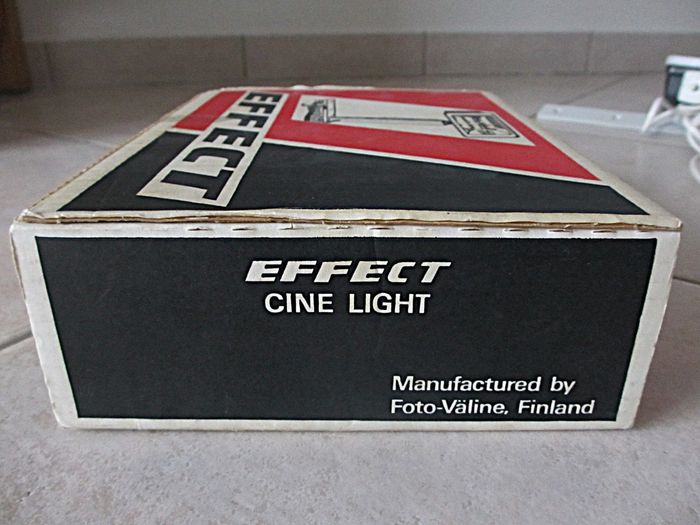 EFFECT
EFFECT
CINE LIGHT
Manufactured by
Foto-Väline, Finland